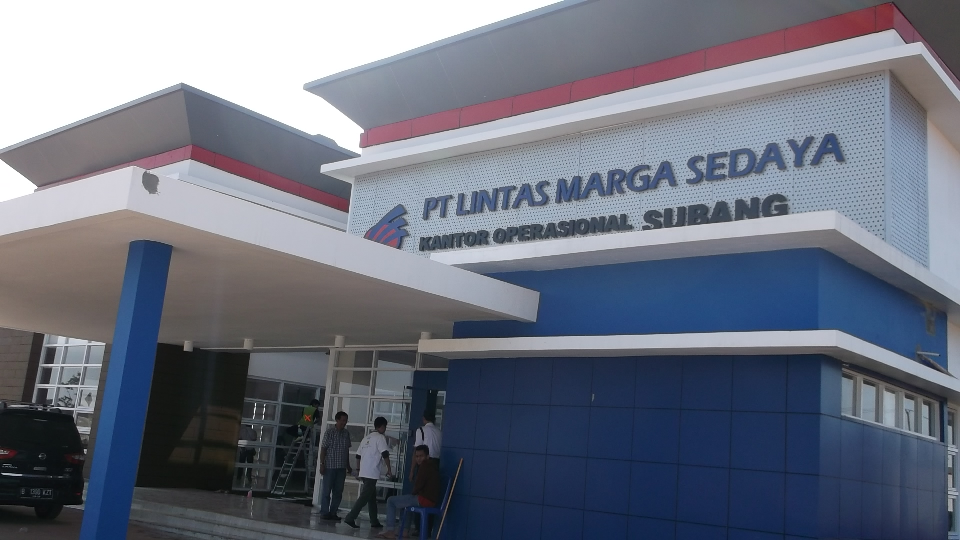 PT LINTAS MARGA SEDAYA
KANTOR OPERASIONAL SUBANG